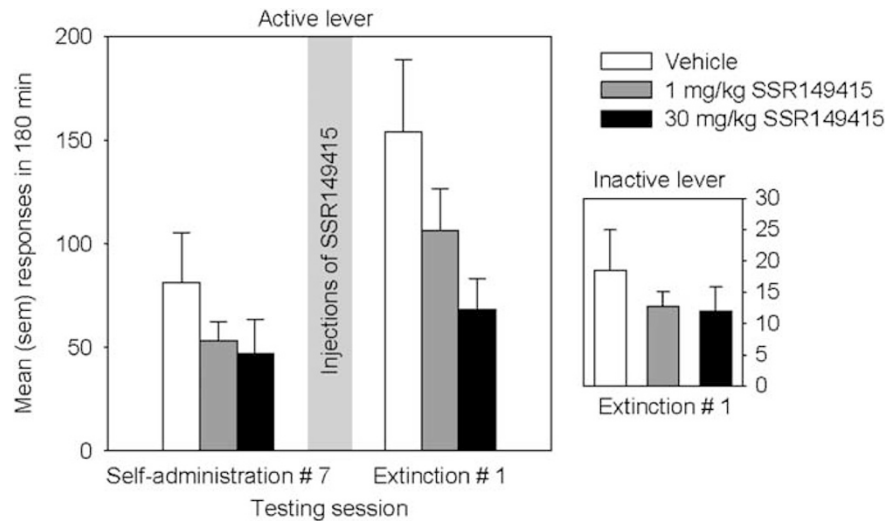 Active lever
Mean (sem) responses in 180 min
200
150
100
50
0
Injections of SSR149415
Self-administration # 7
Extinction # 1
Testing session
Vehicle
1 mg/kg SSR149415
30 mg/kg SSR149415
Inactive lever
30
25
20
15
10
5
0
Extinction # 1